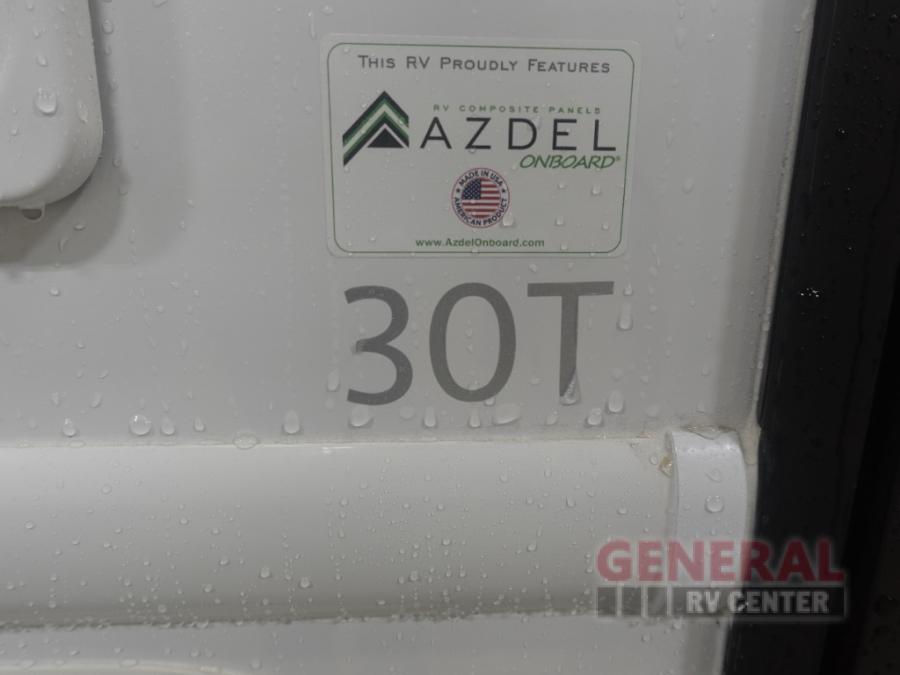 This RV Proudly Features
RV COMPOSITE PANELS
AZDEL
ONBOARD®
MADE IN USA
AMERICAN PRODUCT
www.AzdelOnboard.com
30T
GENERAL
RV CENTER